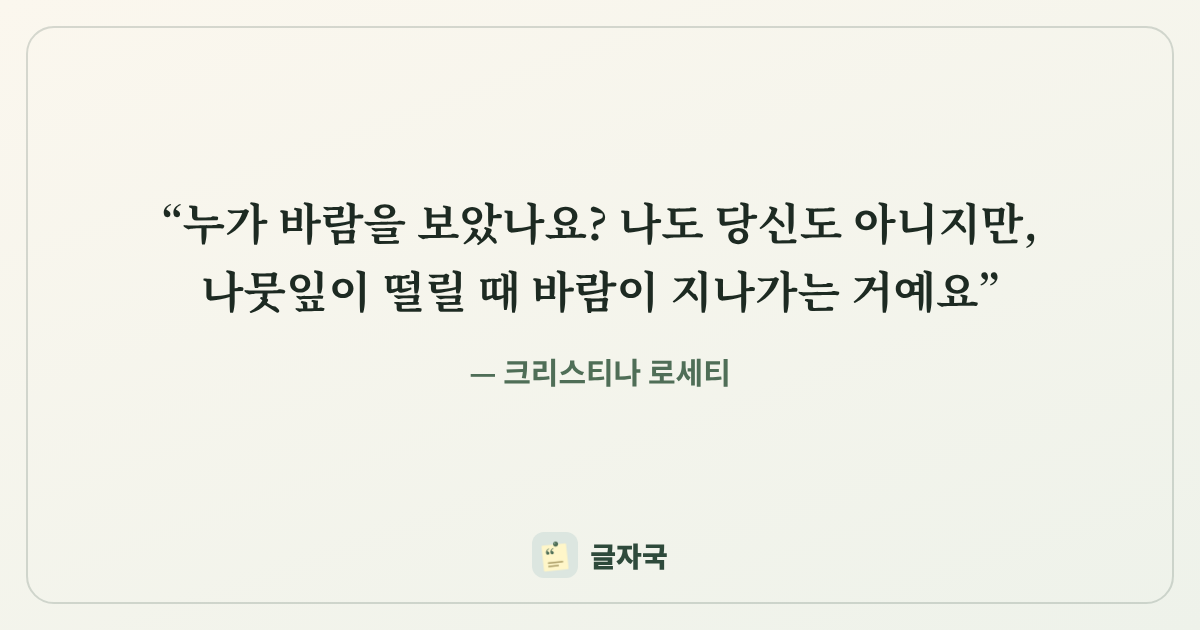 “누가 바람을 보았나요? 나도 당신도 아니지만,
나뭇잎이 떨릴 때 바람이 지나가는 거예요”
— 크리스티나 로세티
글자국